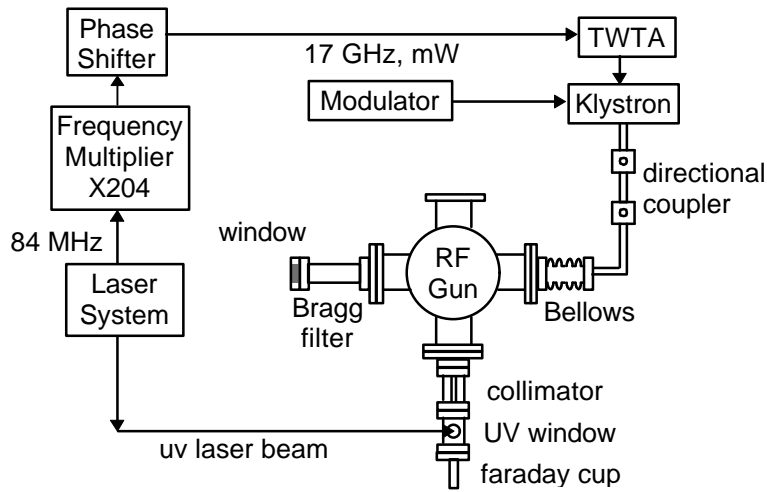 Phase
Shifter
17 GHz, mW
TWTA
Modulator
Klystron
Frequency
Multiplier
X204
directional
coupler
84 MHz
window
RF
Gun
Laser
System
Bragg
filter
Bellows
collimator
UV window
uv laser beam
faraday cup